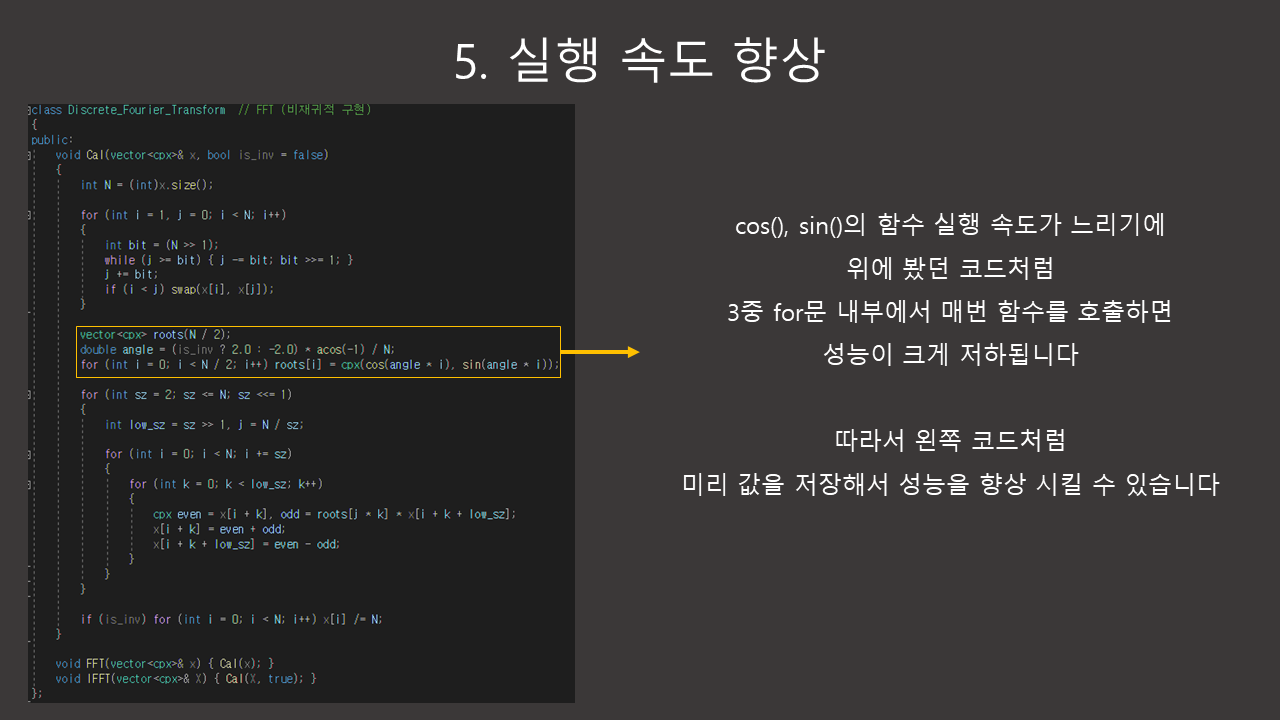 5. 실행 속도 향상
class Discrete_Fourier_Transform // FFT (비재귀적 구현)
{
public:
void Cal(vector<cpx>& x, bool is_inv = false)
{
int N = (int)x.size();
for (int i = 1, j = 0; i < N; i++)
{
int bit = (N >> 1);
while (j >= bit) { j -= bit; bit >>= 1; }
j += bit;
if (i < j) swap(x[i], x[j]);
}
vector<cpx> roots(N / 2);
double angle = (is_inv ? 2.0 : -2.0) * acos(-1) / N;
for (int i = 0; i < N / 2; i++) roots[i] = cpx(cos(angle * i), sin(angle * i));
for (int sz = 2; sz <= N; sz <<= 1)
{
int low_sz = sz >> 1, j = N / sz;
for (int i = 0; i < N; i += sz)
{
for (int k = 0; k < low_sz; k++)
{
cpx even = x[i + k], odd = roots[j * k] * x[i + k + low_sz];
x[i + k] = even + odd;
x[i + k + low_sz] = even - odd;
}
}
}
if (is_inv) for (int i = 0; i < N; i++) x[i] /= N;
}
void FFT(vector<cpx>& x) { Cal(x); }
void IFFT(vector<cpx>& X) { Cal(X, true); }
};
cos(), sin()의 함수 실행 속도가 느리기에
위에 봤던 코드처럼
3중 for문 내부에서 매번 함수를 호출하면
성능이 크게 저하됩니다
따라서 왼쪽 코드처럼
미리 값을 저장해서 성능을 향상 시킬 수 있습니다